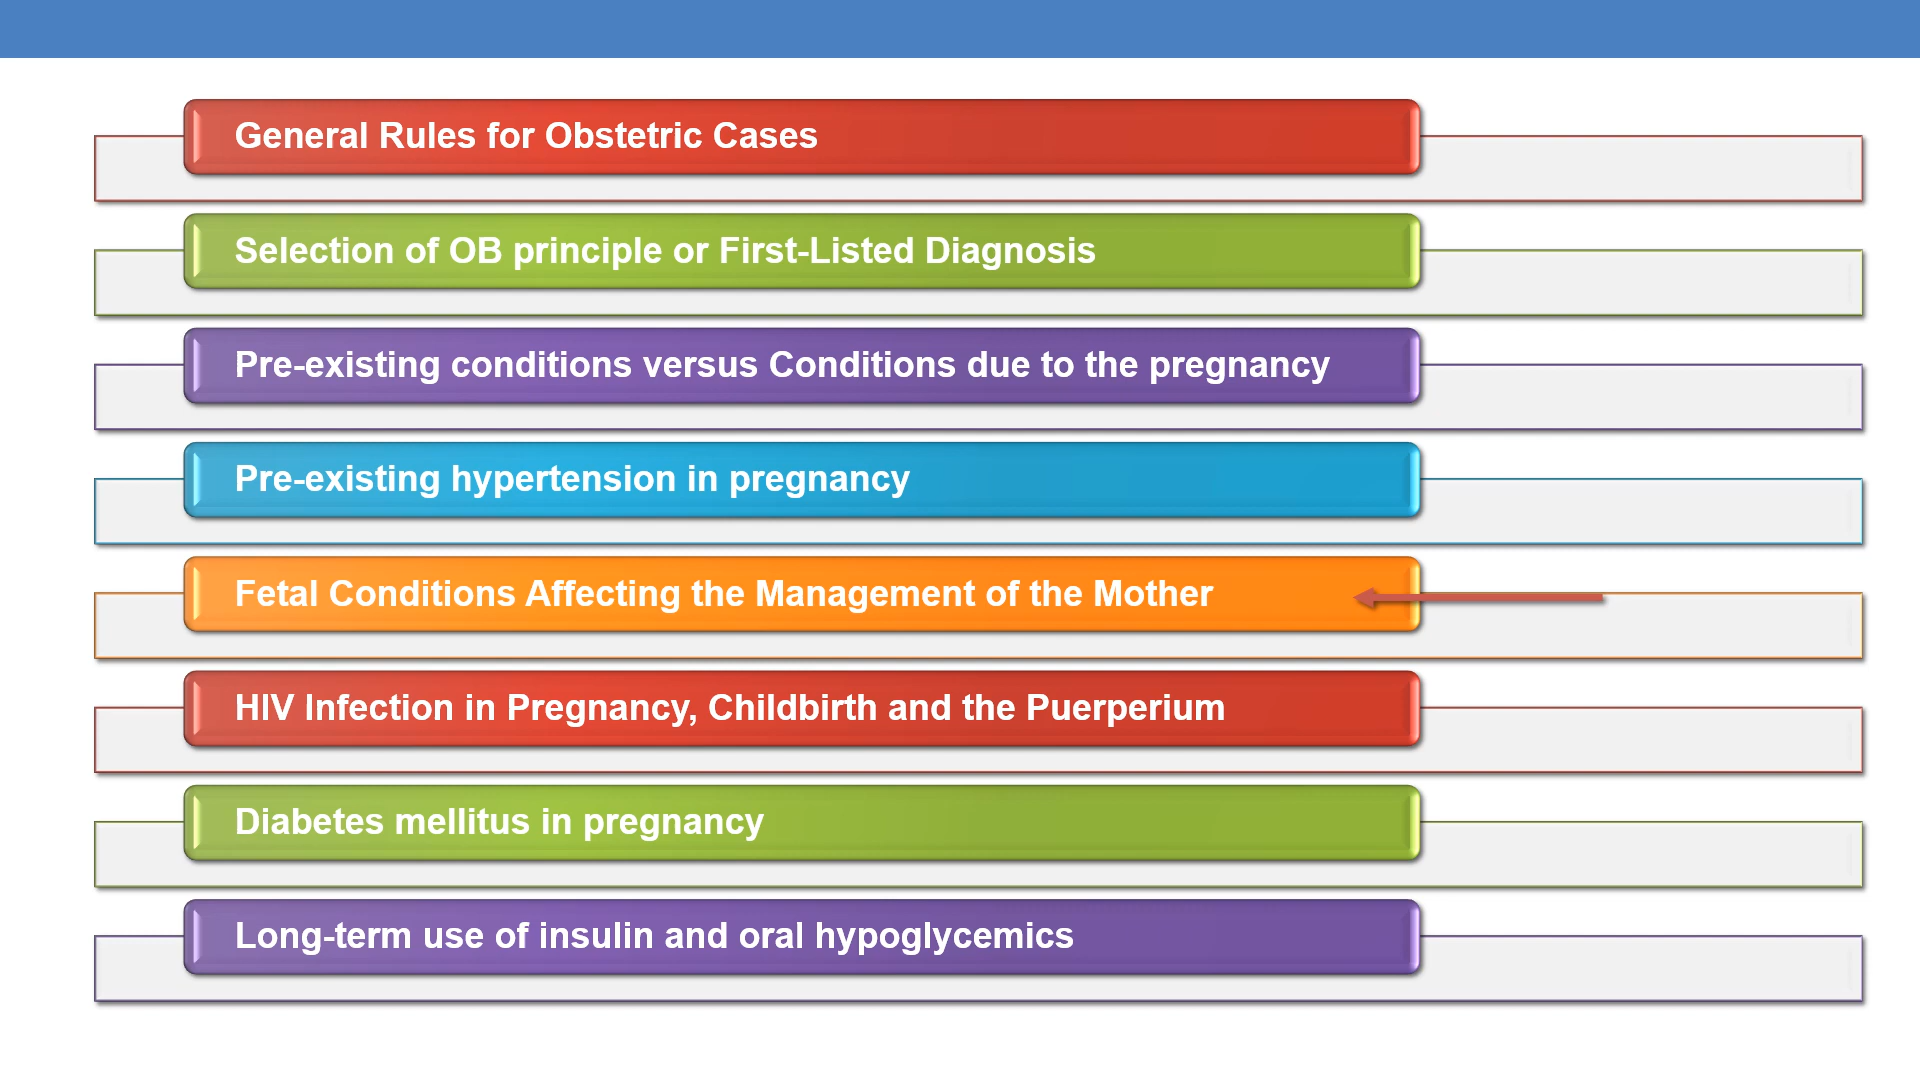 General Rules for Obstetric Cases
Selection of OB principle or First-Listed Diagnosis
Pre-existing conditions versus Conditions due to the pregnancy
Pre-existing hypertension in pregnancy
Fetal Conditions Affecting the Management of the Mother
HIV Infection in Pregnancy, Childbirth and the Puerperium
Diabetes mellitus in pregnancy
Long-term use of insulin and oral hypoglycemics